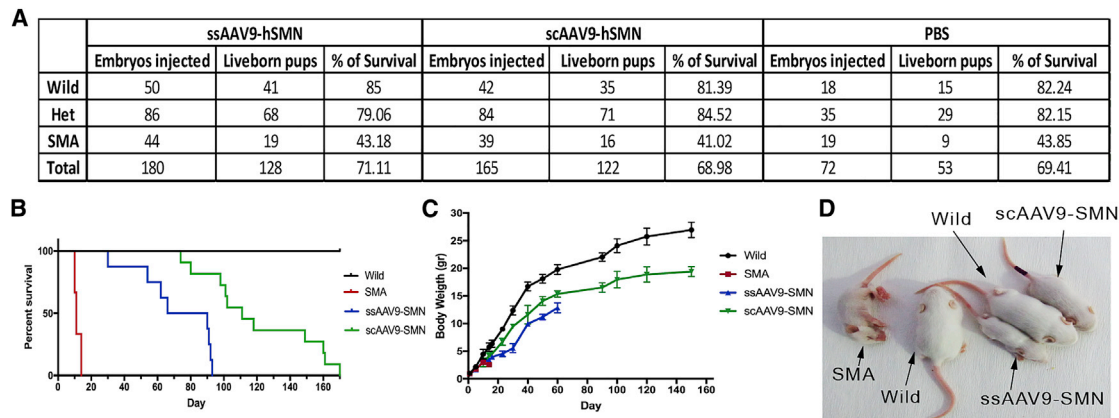 A
ssAAV9-hSMN scAAV9-hSMN PBS
Embryos injected Liveborn pups % of Survival Embryos injected Liveborn pups % of Survival Embryos injected Liveborn pups % of Survival
Wild 50 41 85 42 35 81.39 18 15 82.24
Het 86 68 79.06 84 71 84.52 35 29 82.15
SMA 44 19 43.18 39 16 41.02 19 9 43.85
Total 180 128 71.11 165 122 68.98 72 53 69.41
B
Percent survival
100
50
0
0 20 40 60 80 100 120 140 160
Day
Wild
SMA
ssAAV9-SMN
scAAV9-SMN
C
Body Weigth (gr)
30
25
20
15
10
5
0
0 20 40 60 80 100 120 140 160
Day
Wild
SMA
ssAAV9-SMN
scAAV9-SMN
D
Wild scAAV9-SMN
SMA Wild ssAAV9-SMN